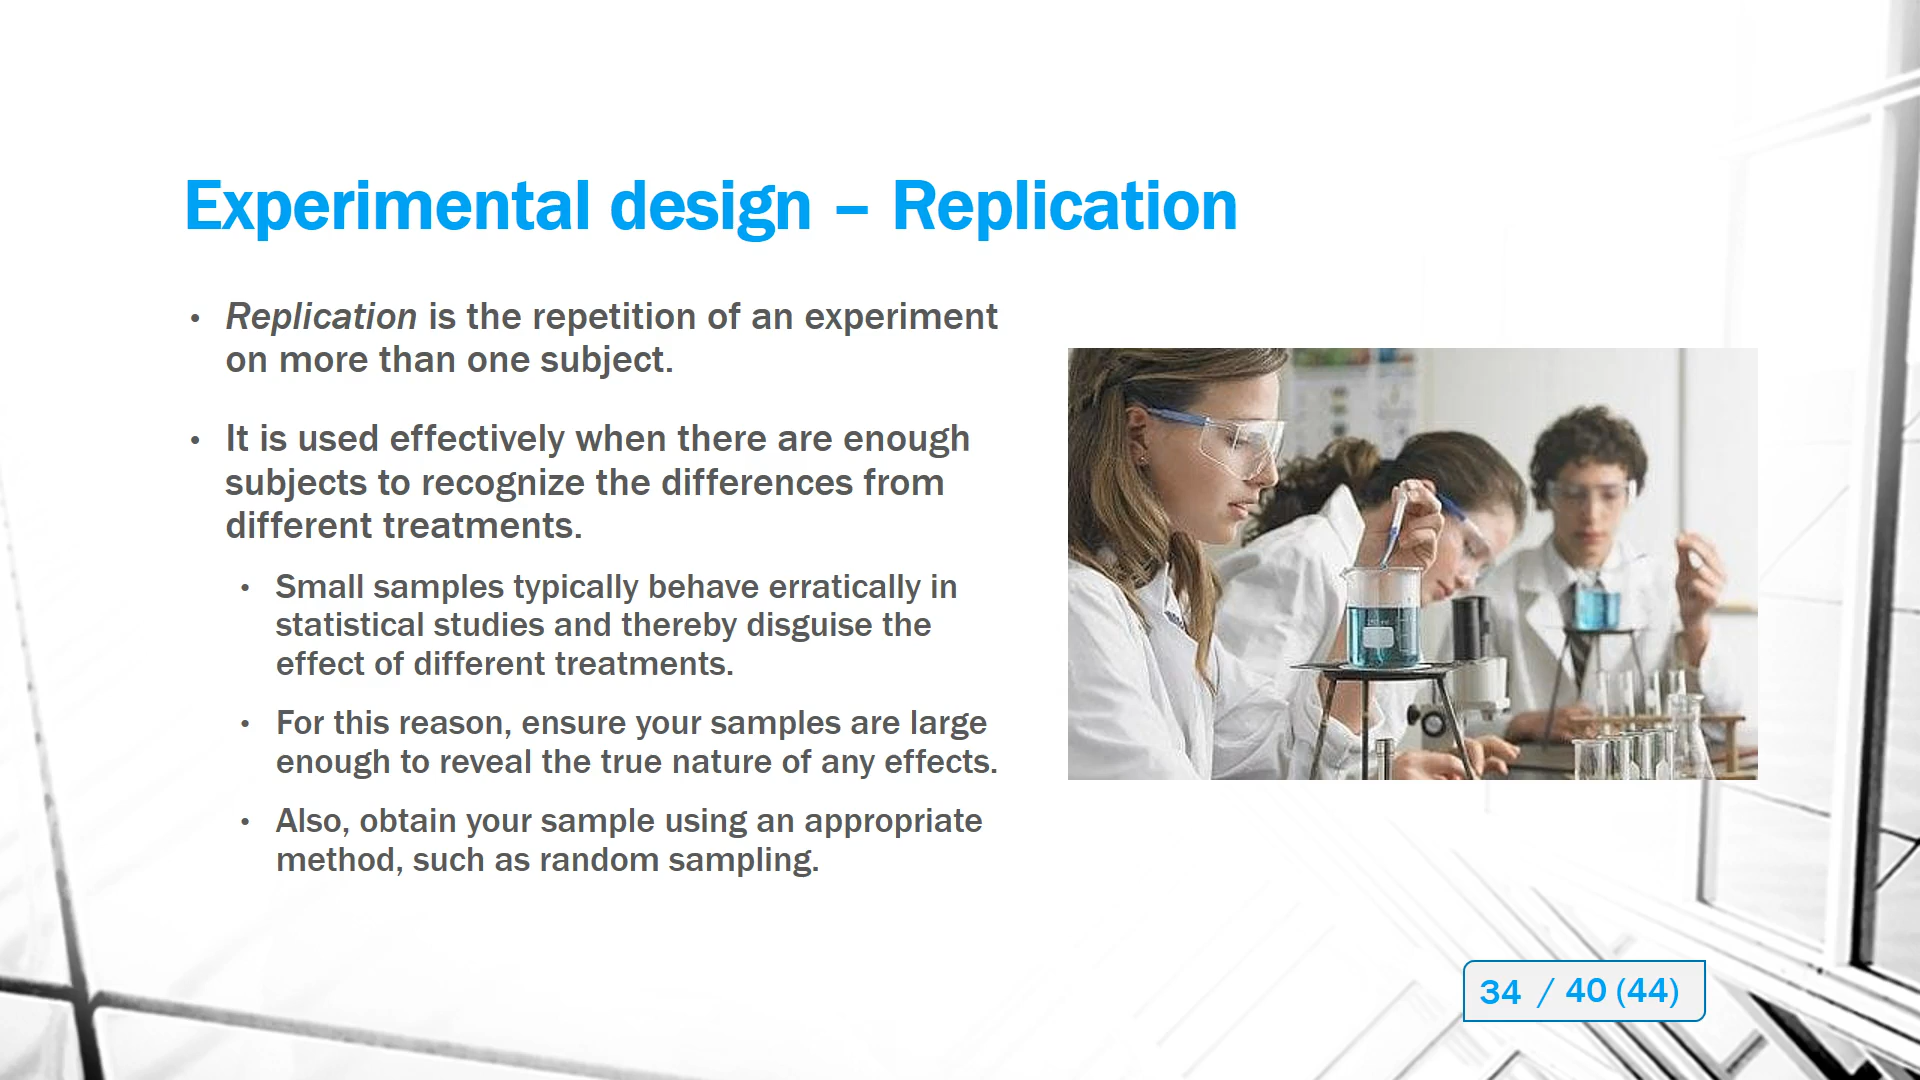 Experimental design – Replication
• Replication is the repetition of an experiment
on more than one subject.
• It is used effectively when there are enough
subjects to recognize the differences from
different treatments.
• Small samples typically behave erratically in
statistical studies and thereby disguise the
effect of different treatments.
• For this reason, ensure your samples are large
enough to reveal the true nature of any effects.
• Also, obtain your sample using an appropriate
method, such as random sampling.
34 / 40 (44)